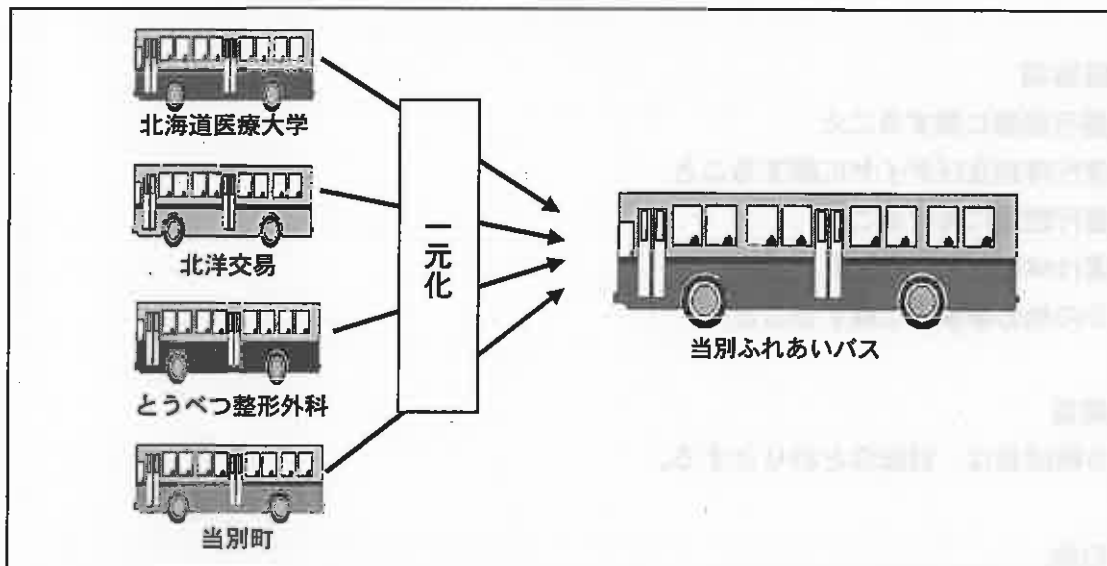 北海道医療大学
北洋交易
とうべつ整形外科
当別町
一元化
当別ふれあいバス